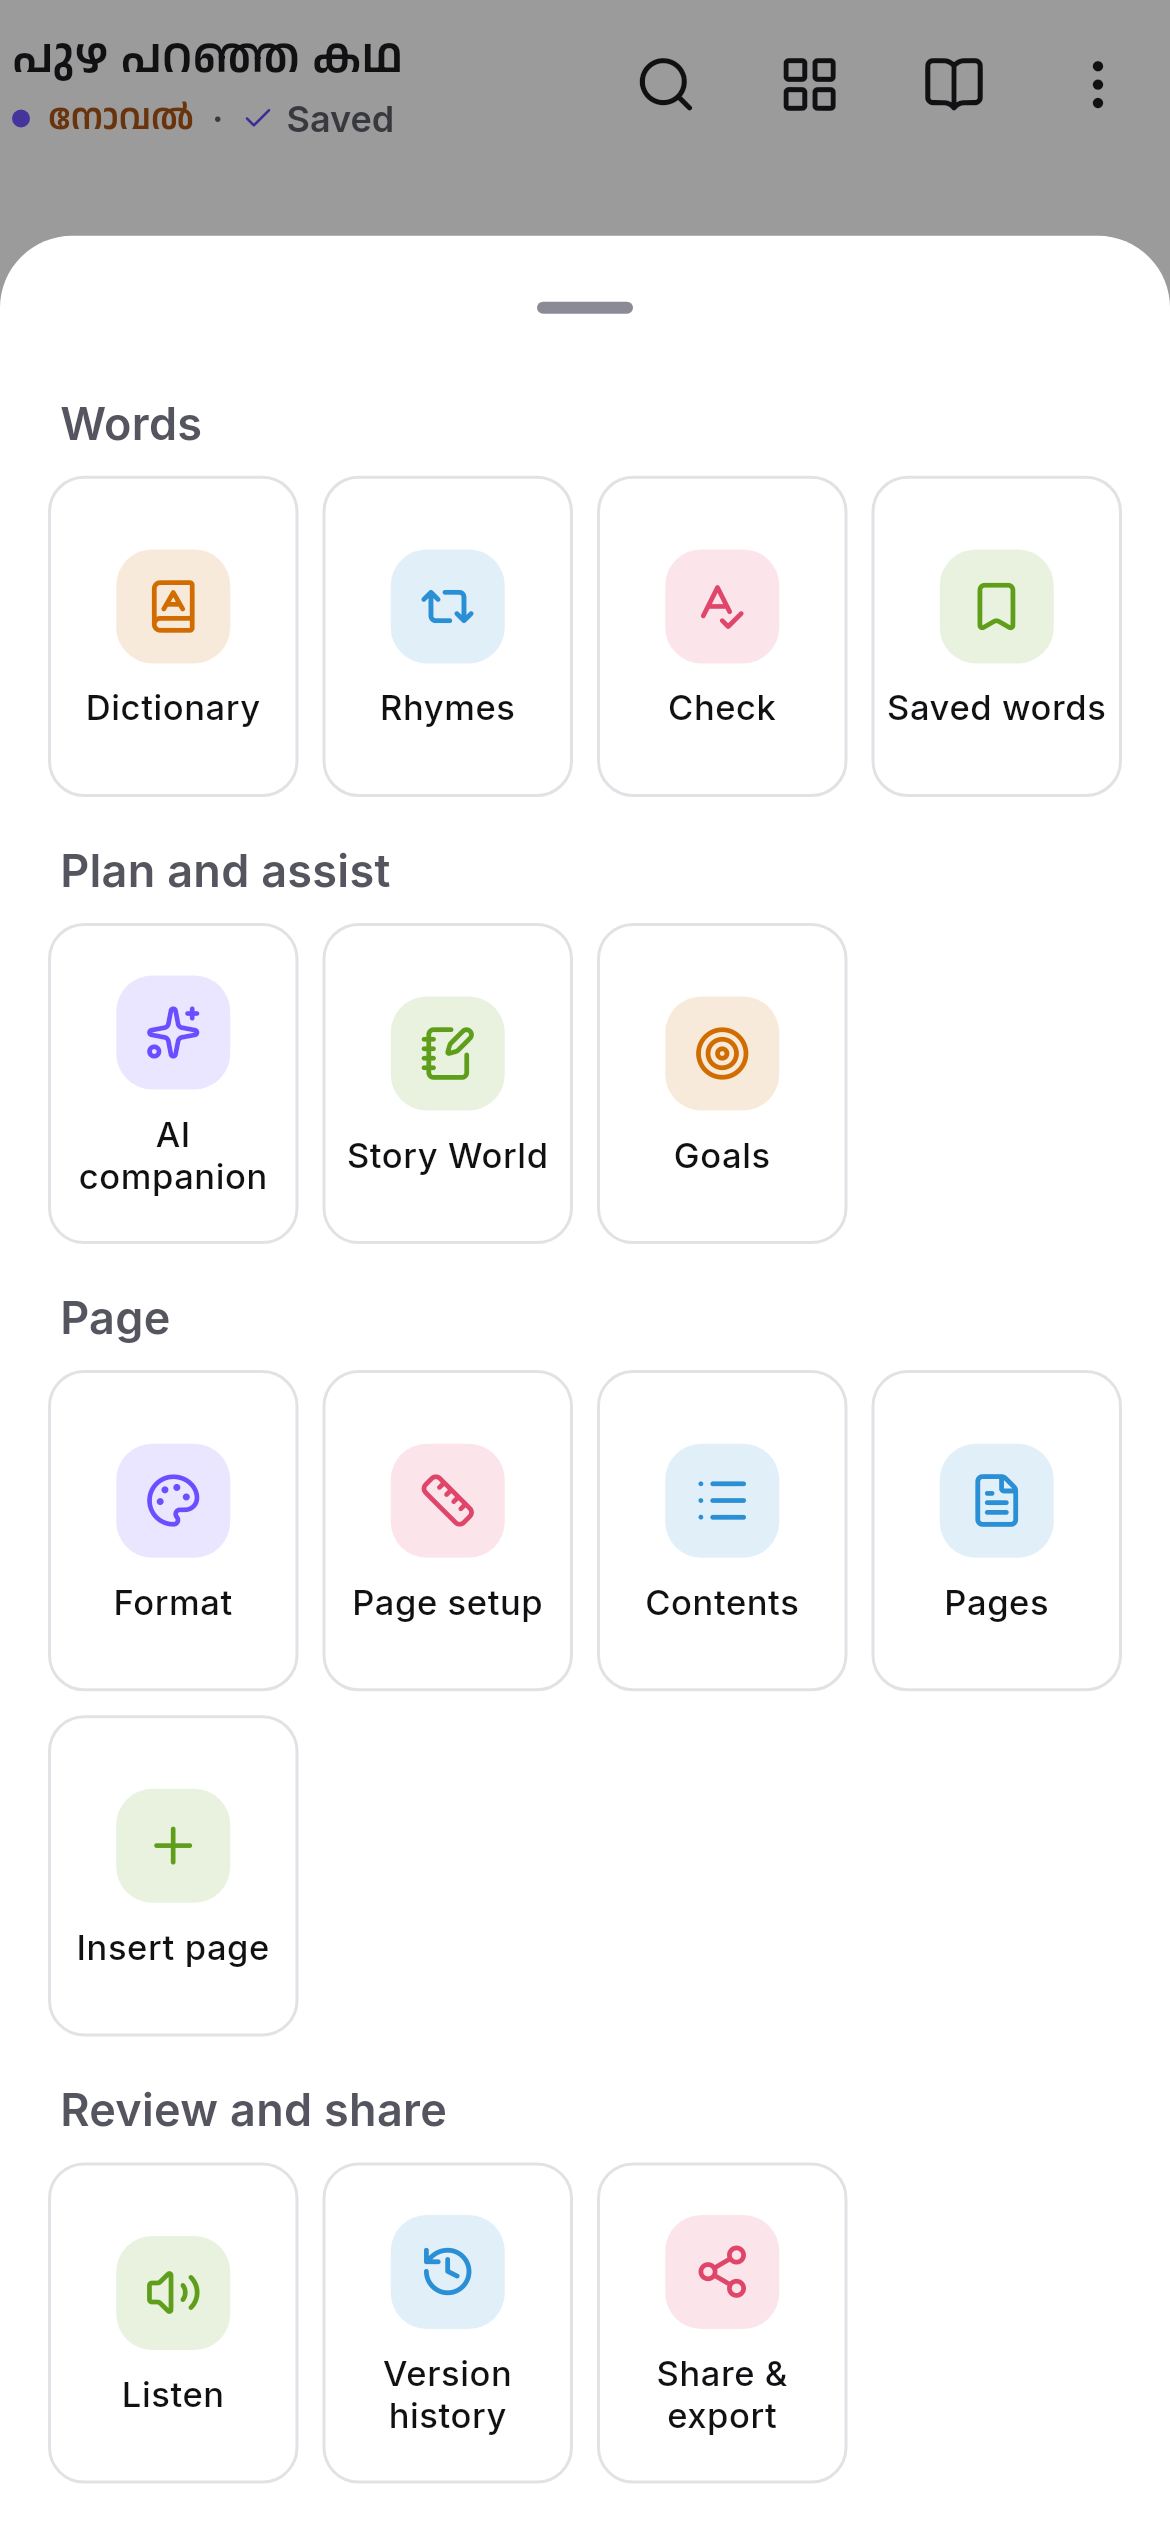 പുഴ പറഞ്ഞ കഥ
നോവൽ · Saved
Words
Dictionary Rhymes Check Saved words
Plan and assist
AI companion Story World Goals
Page
Format Page setup Contents Pages
Insert page
Review and share
Listen Version history Share & export